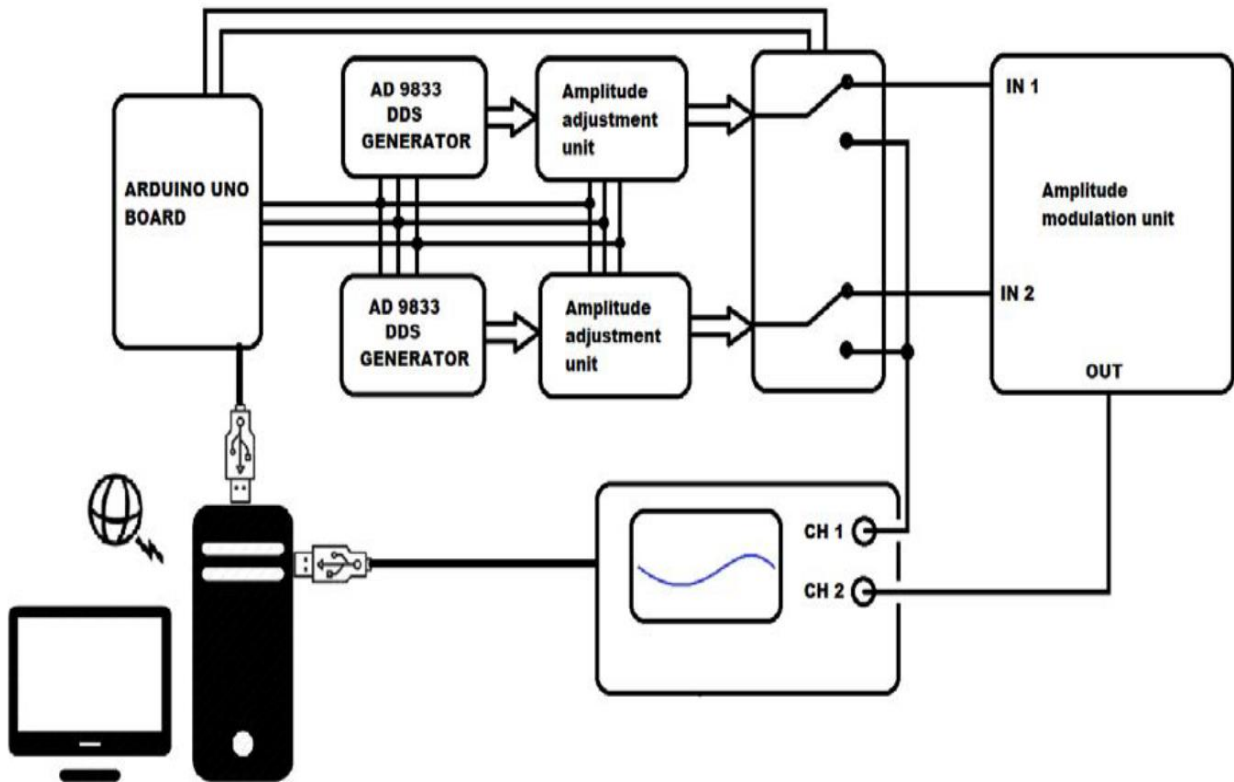 AD 9833
DDS
GENERATOR
Amplitude
adjustment
unit
IN 1
ARDUINO UNO
BOARD
Amplitude
modulation unit
AD 9833
DDS
GENERATOR
Amplitude
adjustment
unit
IN 2
OUT
CH 1
CH 2